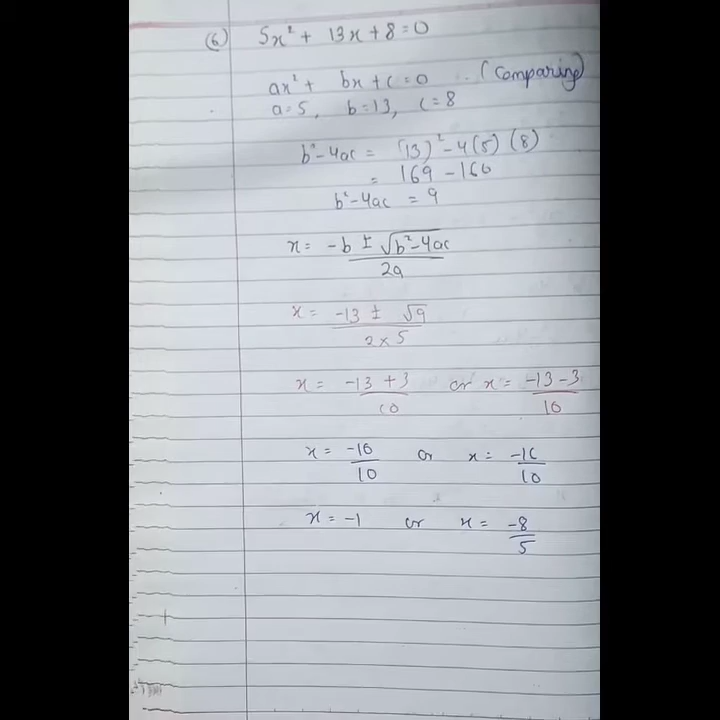 (6) 5x² + 13x + 8 = 0
ax² + bx + c = 0 . (Comparing)
a = 5, b = 13, c = 8
b² - 4ac = (13)² - 4(5)(8)
= 169 - 160
b² - 4ac = 9
x = -b ± √b² - 4ac / 2a
x = -13 ± √9 / 2 × 5
x = -13 + 3 / 10 or x = -13 - 3 / 10
x = -10 / 10 or x = -16 / 10
x = -1 or x = -8 / 5